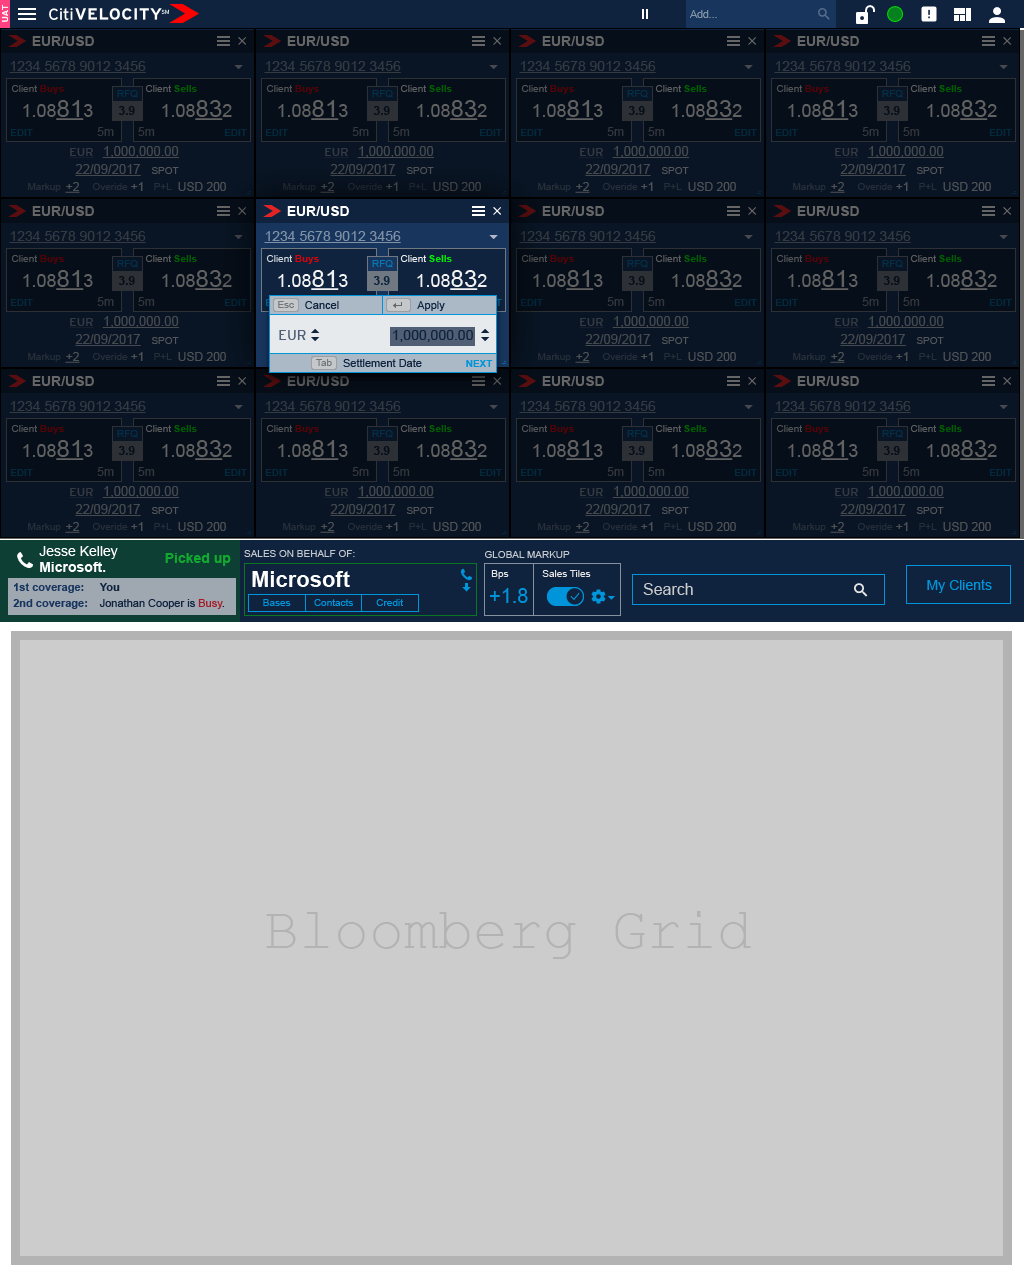 UAT CitiVELOCITY SM Add...
EUR/USD EUR/USD EUR/USD EUR/USD
1234 5678 9012 3456 1234 5678 9012 3456 1234 5678 9012 3456 1234 5678 9012 3456
Client Buys Client Sells Client Buys Client Sells Client Buys Client Sells Client Buys Client Sells
RFQ RFQ RFQ RFQ
1.08813 3.9 1.08832 1.08813 3.9 1.08832 1.08813 3.9 1.08832 1.08813 3.9 1.08832
EDIT 5m 5m EDIT EDIT 5m 5m EDIT EDIT 5m 5m EDIT EDIT 5m 5m EDIT
EUR 1,000,000.00 EUR 1,000,000.00 EUR 1,000,000.00 EUR 1,000,000.00
22/09/2017 SPOT 22/09/2017 SPOT 22/09/2017 SPOT 22/09/2017 SPOT
Markup +2 Overide +1 P+L USD 200 Markup +2 Overide +1 P+L USD 200 Markup +2 Overide +1 P+L USD 200 Markup +2 Overide +1 P+L USD 200
EUR/USD EUR/USD EUR/USD EUR/USD
1234 5678 9012 3456 1234 5678 9012 3456 1234 5678 9012 3456 1234 5678 9012 3456
Client Buys Client Sells Client Buys Client Sells Client Buys Client Sells Client Buys Client Sells
RFQ RFQ RFQ RFQ
1.08813 3.9 1.08832 1.08813 3.9 1.08832 1.08813 3.9 1.08832 1.08813 3.9 1.08832
EDIT 5m 5m EDIT Esc Cancel Apply EDIT 5m 5m EDIT EDIT 5m 5m EDIT
EUR 1,000,000.00 EUR 1,000,000.00 EUR 1,000,000.00 EUR 1,000,000.00
22/09/2017 SPOT 22/09/2017 SPOT 22/09/2017 SPOT
Markup +2 Overide +1 P+L USD 200 Tab Settlement Date NEXT Markup +2 Overide +1 P+L USD 200 Markup +2 Overide +1 P+L USD 200
EUR/USD EUR/USD EUR/USD EUR/USD
1234 5678 9012 3456 1234 5678 9012 3456 1234 5678 9012 3456 1234 5678 9012 3456
Client Buys Client Sells Client Buys Client Sells Client Buys Client Sells Client Buys Client Sells
RFQ RFQ RFQ RFQ
1.08813 3.9 1.08832 1.08813 3.9 1.08832 1.08813 3.9 1.08832 1.08813 3.9 1.08832
EDIT 5m 5m EDIT EDIT 5m 5m EDIT EDIT 5m 5m EDIT EDIT 5m 5m EDIT
EUR 1,000,000.00 EUR 1,000,000.00 EUR 1,000,000.00 EUR 1,000,000.00
22/09/2017 SPOT 22/09/2017 SPOT 22/09/2017 SPOT 22/09/2017 SPOT
Markup +2 Overide +1 P+L USD 200 Markup +2 Overide +1 P+L USD 200 Markup +2 Overide +1 P+L USD 200 Markup +2 Overide +1 P+L USD 200
Jesse Kelley
Microsoft.
Picked up
1st coverage: You
2nd coverage: Jonathan Cooper is Busy.
SALES ON BEHALF OF:
Microsoft
Bases Contacts Credit
GLOBAL MARKUP
Bps Sales Tiles
+1.8
Search
My Clients
Bloomberg Grid